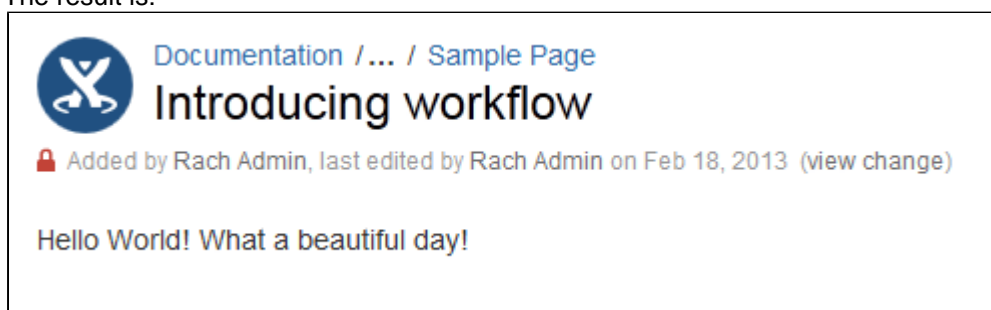 The result is:
Documentation /... / Sample Page
Introducing workflow
Added by Rach Admin, last edited by Rach Admin on Feb 18, 2013 (view change)
Hello World! What a beautiful day!